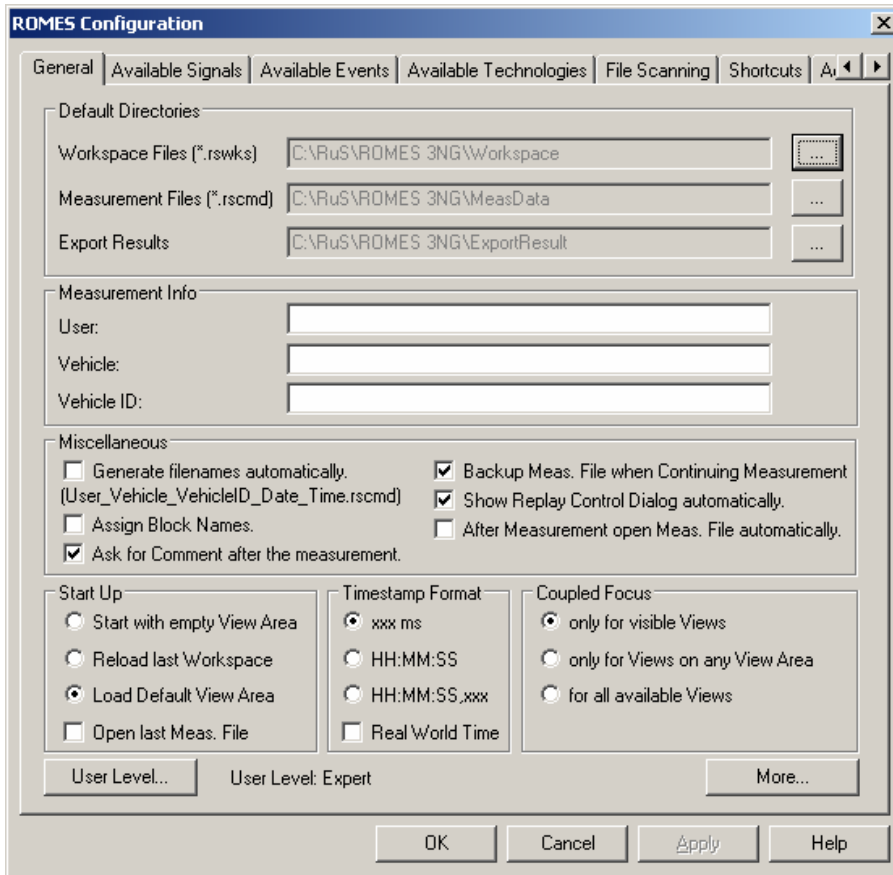 ROMES Configuration
General
Available Signals
Available Events
Available Technologies
File Scanning
Shortcuts
Default Directories
Workspace Files (*.rswks)
C:\RuS\ROMES 3NG\Workspace
...
Measurement Files (*.rscmd)
C:\RuS\ROMES 3NG\MeasData
...
Export Results
C:\RuS\ROMES 3NG\ExportResult
...
Measurement Info
User:
Vehicle:
Vehicle ID:
Miscellaneous
Generate filenames automatically.
(User_Vehicle_VehicleID_Date_Time.rscmd)
Assign Block Names.
Ask for Comment after the measurement.
Backup Meas. File when Continuing Measurement
Show Replay Control Dialog automatically.
After Measurement open Meas. File automatically.
Start Up
Start with empty View Area
Reload last Workspace
Load Default View Area
Open last Meas. File
Timestamp Format
xxx ms
HH:MM:SS
HH:MM:SS,xxx
Real World Time
Coupled Focus
only for visible Views
only for Views on any View Area
for all available Views
User Level...
User Level: Expert
More...
OK
Cancel
Apply
Help